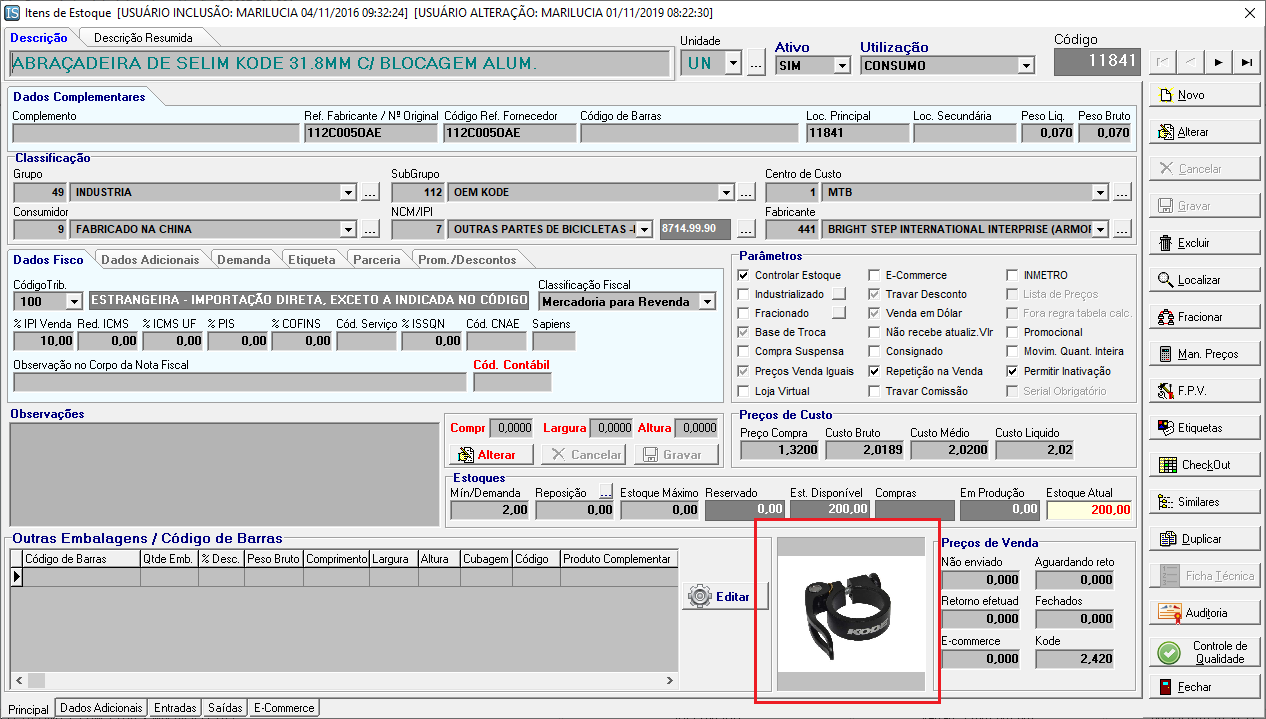 Itens de Estoque [USUÁRIO INCLUSÃO: MARILUCIA 04/11/2016 09:32:24] [USUÁRIO ALTERAÇÃO: MARILUCIA 01/11/2019 08:22:30]
Descrição Descrição Resumida
ABRAÇADEIRA DE SELIM KODE 31.8MM C/ BLOCAGEM ALUM.
Unidade
UN ...
Ativo
SIM
Utilização
CONSUMO
Código
11841
Dados Complementares
Complemento Ref. Fabricante / Nº Original Código Ref. Fornecedor Código de Barras Loc. Principal Loc. Secundária Peso Liq. Peso Bruto
112C005OAE 112C005OAE 11841 0,070 0,070
Classificação
Grupo SubGrupo Centro de Custo
49 INDUSTRIA ... 112 OEM KODE ... 1 MTB ...
Consumidor NCM/IPI Fabricante
9 FABRICADO NA CHINA ... 7 OUTRAS PARTES DE BICICLETAS -I 8714.99.90 ... 441 BRIGHT STEP INTERNATIONAL INTERPRISE (ARMOR ...
Dados Fisco Dados Adicionais Demanda Etiqueta Parceria Prom./Descontos
CódigoTrib. Classificação Fiscal
100 ESTRANGEIRA - IMPORTAÇÃO DIRETA, EXCETO A INDICADA NO CÓDIGO Mercadoria para Revenda
% IPI Venda Red. ICMS % ICMS UF % PIS % COFINS Cód. Serviço % ISSQN Cód. CNAE Sapiens
10,00 0,00 0,00 0,00 0,00 0,00
Observação no Corpo da Nota Fiscal Cód. Contábil
Parâmetros
Controlar Estoque E-Commerce INMETRO
Industrializado Travar Desconto Lista de Preços
Fracionado Venda em Dólar Fora regra tabela calc.
Base de Troca Não recebe atualiz.Vlr Promocional
Compra Suspensa Consignado Movim. Quant. Inteira
Preços Venda Iguais Repetição na Venda Permitir Inativação
Loja Virtual Travar Comissão Serial Obrigatório
Observações
Compr 0,0000 Largura 0,0000 Altura 0,0000
Alterar Cancelar Gravar
Preços de Custo
Preço Compra Custo Bruto Custo Médio Custo Liquido
1,3200 2,0189 2,0200 2,02
Estoques
Mín/Demanda Reposição ... Estoque Máximo Reservado Est. Disponível Compras Em Produção Estoque Atual
2,00 0,00 0,00 0,00 200,00 0,00 200,00
Outras Embalagens / Código de Barras
Código de Barras Qtde Emb. % Desc. Peso Bruto Comprimento Largura Altura Cubagem Código Produto Complementar
Editar
KODE
Preços de Venda
Não enviado Aguardando reto
0,000 0,000
Retorno efetuad Fechados
0,000 0,000
E-commerce Kode
0,000 2,420
Principal Dados Adicionais Entradas Saídas E-Commerce
Novo
Alterar
Cancelar
Gravar
Excluir
Localizar
Fracionar
Man. Preços
F.P.V.
Etiquetas
CheckOut
Similares
Duplicar
Ficha Técnica
Auditoria
Controle de
Qualidade
Fechar